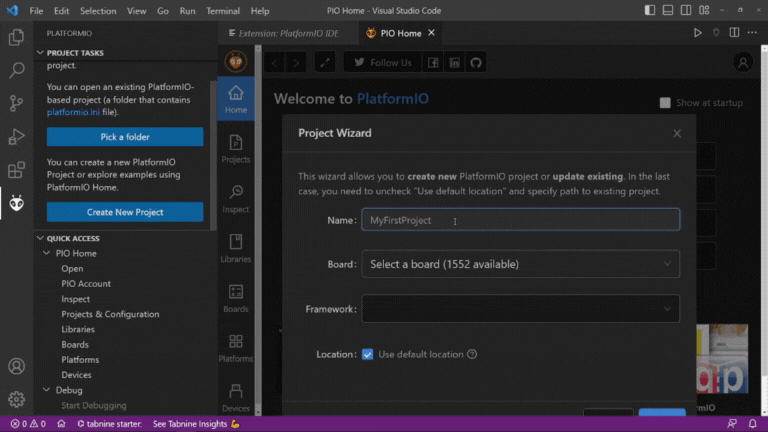 File Edit Selection View Go Run Terminal Help PIO Home - Visual Studio Code
PLATFORMIO
PROJECT TASKS
project.
You can open an existing PlatformIO-
based project (a folder that contains
platformio.ini file).
Pick a folder
You can create a new PlatformIO
Project or explore examples using
PlatformIO Home.
Create New Project
QUICK ACCESS
PIO Home
Open
PIO Account
Inspect
Projects & Configuration
Libraries
Boards
Platforms
Devices
Debug
Start Debugging
Extension: PlatformIO IDE
PIO Home
Home
Projects
Inspect
Libraries
Boards
Platforms
Devices
Follow Us
Welcome to PlatformIO
Show at startup
Project Wizard
This wizard allows you to create new PlatformIO project or update existing. In the last
case, you need to uncheck "Use default location" and specify path to existing project.
Name: MyFirstProject
Board: Select a board (1552 available)
Framework:
Location: Use default location
0 0 tabnine starter: See Tabnine Insights